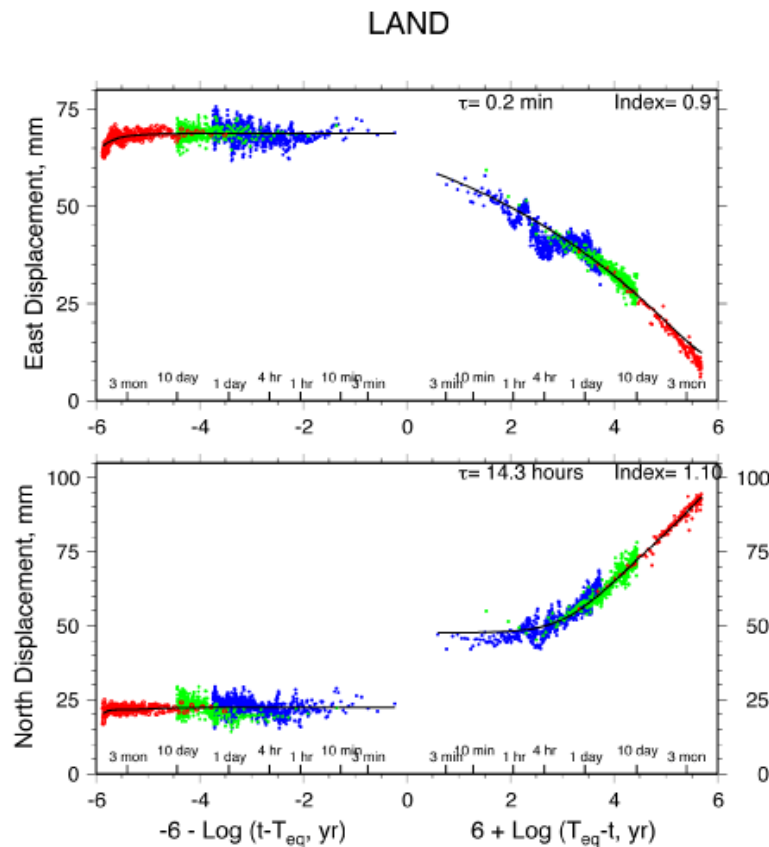 LAND
τ= 0.2 min Index= 0.9
75
50
25
0
East Displacement, mm
3 mon 10 day 1 day 4 hr 1 hr 10 min 3 min 3 min 10 min 1 hr 4 hr 1 day 10 day 3 mon
-6 -4 -2 0 2 4 6
τ= 14.3 hours Index= 1.10
100 100
75 75
50 50
25 25
0 0
North Displacement, mm
3 mon 10 day 1 day 4 hr 1 hr 10 min 3 min 3 min 10 min 1 hr 4 hr 1 day 10 day 3 mon
-6 -4 -2 0 2 4 6
-6 - Log (t-Teq, yr) 6 + Log (Teq-t, yr)